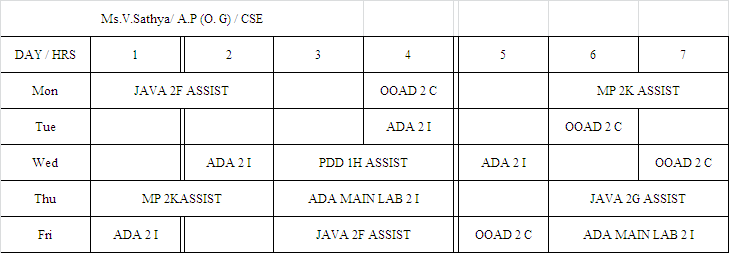 Ms.V.Sathya/ A.P (O. G) / CSE
DAY / HRS 1 2 3 4 5 6 7
Mon JAVA 2F ASSIST OOAD 2 C MP 2K ASSIST
Tue ADA 2 I OOAD 2 C
Wed ADA 2 I PDD 1H ASSIST ADA 2 I OOAD 2 C
Thu MP 2KASSIST ADA MAIN LAB 2 I JAVA 2G ASSIST
Fri ADA 2 I JAVA 2F ASSIST OOAD 2 C ADA MAIN LAB 2 I